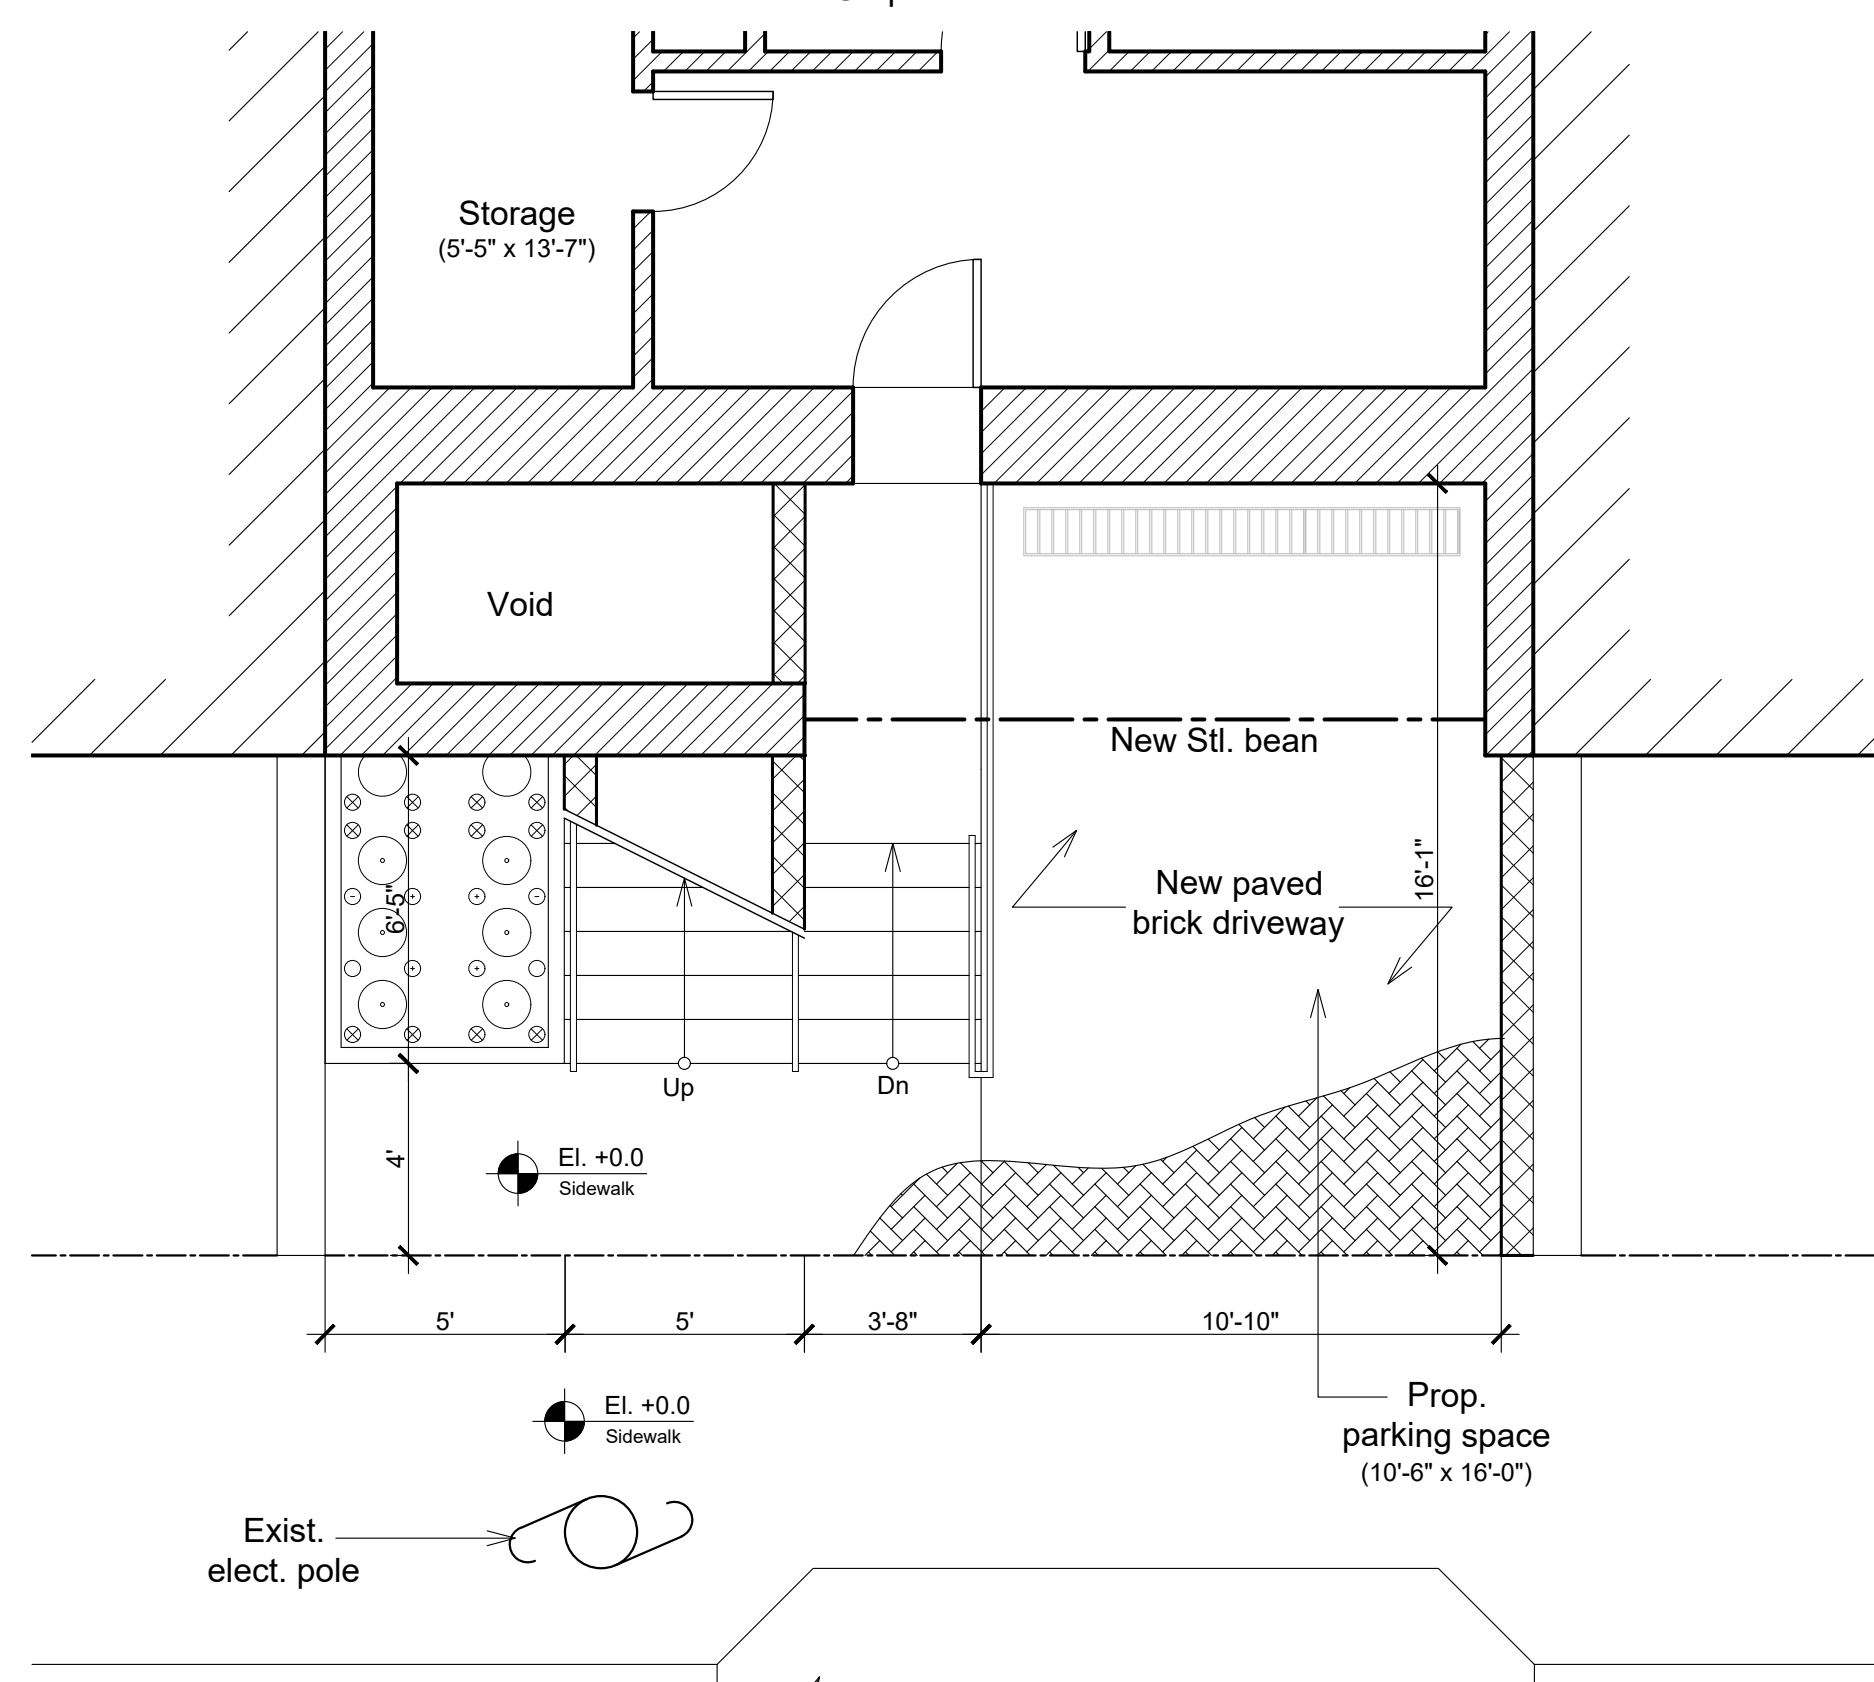 Storage
(5'-5" x 13'-7")
Void
New Stl. bean
New paved
brick driveway
16'-1"
6'-5"
Up
Dn
4'
El. +0.0
Sidewalk
5'
5'
3'-8"
10'-10"
El. +0.0
Sidewalk
Prop.
parking space
(10'-6" x 16'-0")
Exist.
elect. pole